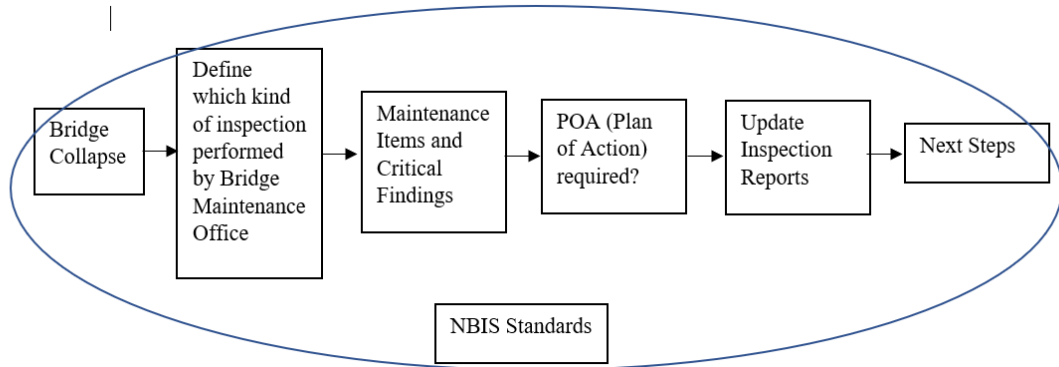 Bridge
Collapse
Define
which kind
of inspection
performed
by Bridge
Maintenance
Office
Maintenance
Items and
Critical
Findings
POA (Plan
of Action)
required?
Update
Inspection
Reports
Next Steps
NBIS Standards